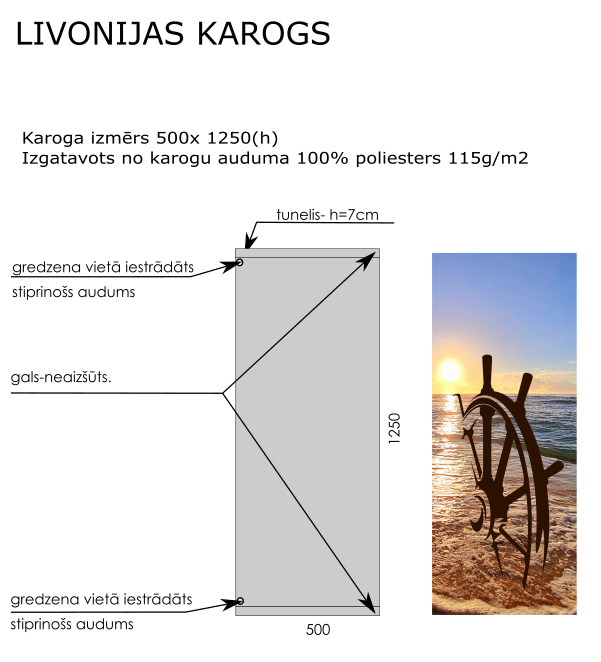 LIVONIJAS KAROGS
Karoga izmērs 500x 1250(h)
Izgatavots no karogu auduma 100% poliesters 115g/m2
tunelis- h=7cm
gredzena vietā iestrādāts
stiprinošs audums
gals-neaizšūts.
1250
gredzena vietā iestrādāts
stiprinošs audums
500